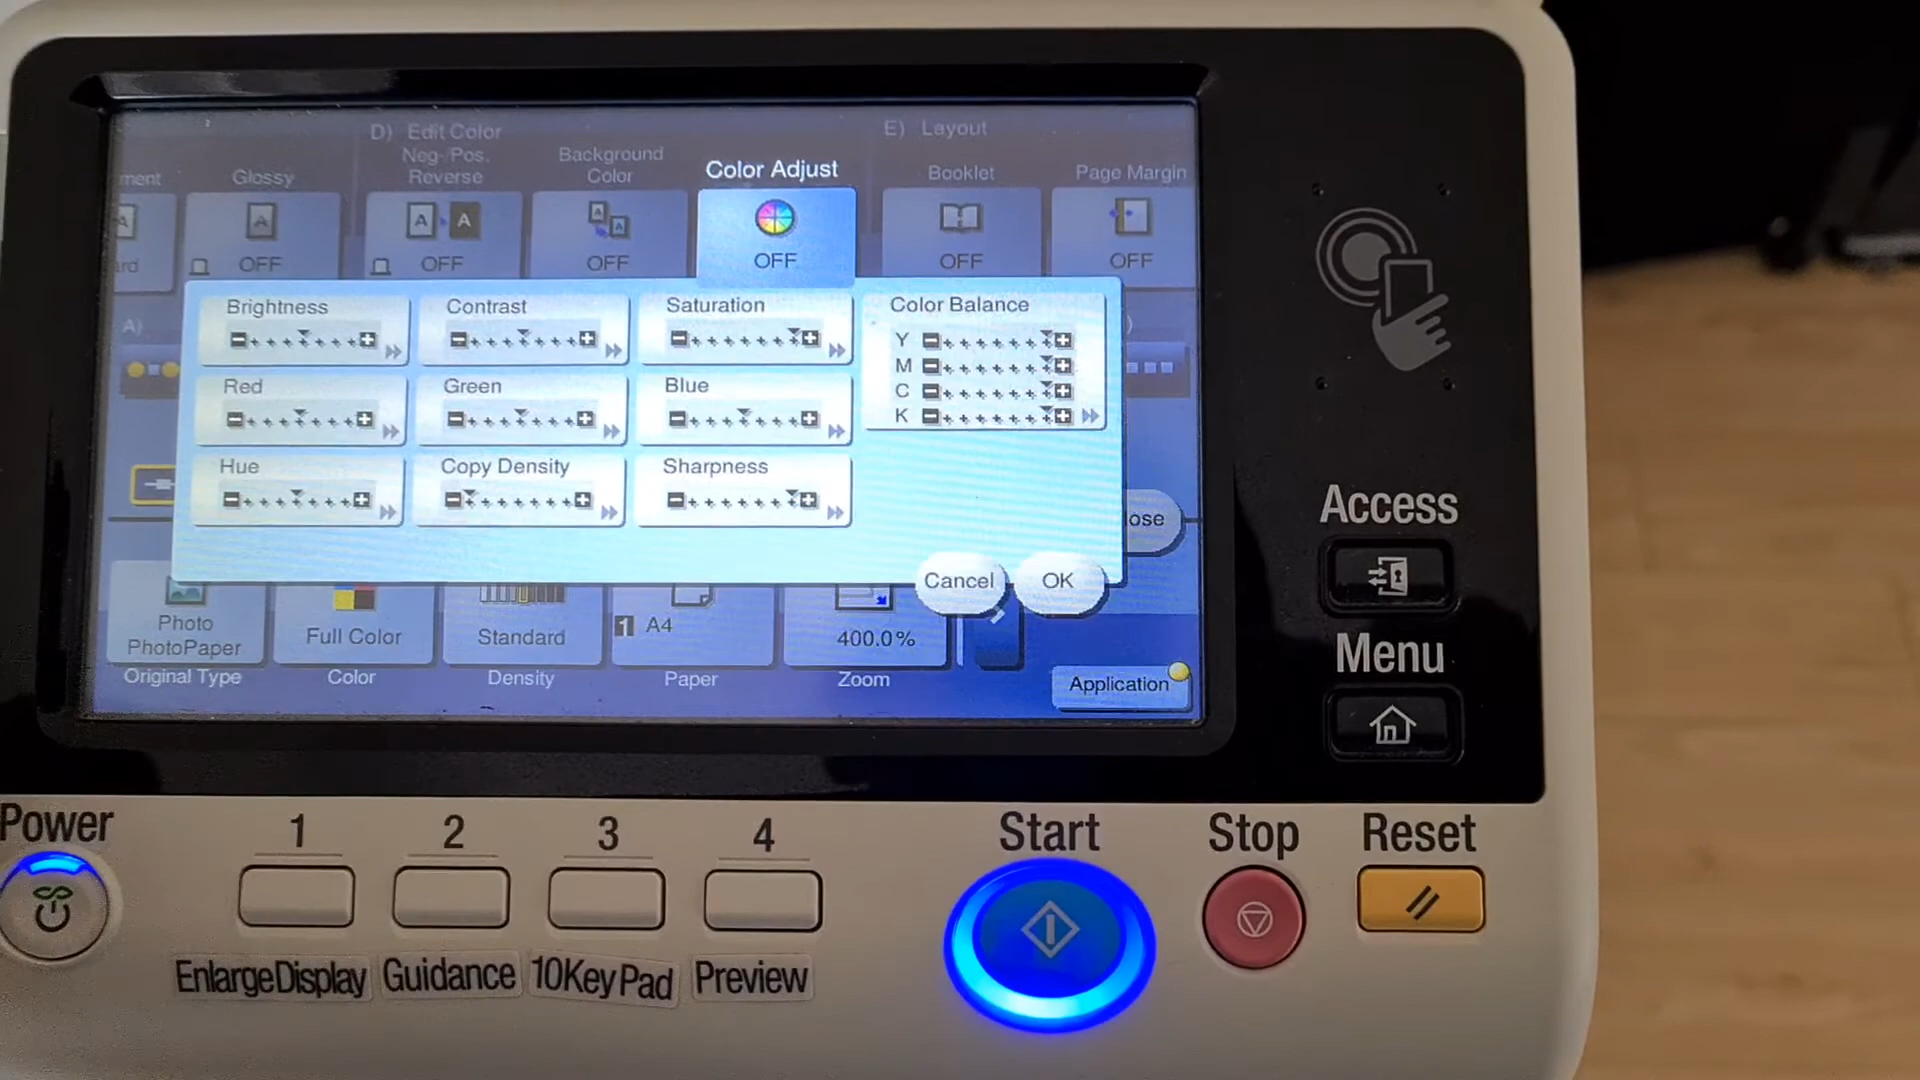 D) Edit Color
E) Layout
ment
Glossy
Neg-/Pos.
Reverse
Background
Color
Color Adjust
Booklet
Page Margin
ard
OFF
OFF
OFF
OFF
OFF
OFF
Brightness
Contrast
Saturation
Color Balance
Y
M
C
K
A)
Red
Green
Blue
Hue
Copy Density
Sharpness
ose
Cancel
OK
Photo
PhotoPaper
Full Color
Standard
1 A4
400.0%
Original Type
Color
Density
Paper
Zoom
Application
Access
Menu
Power
1
2
3
4
Start
Stop
Reset
EnlargeDisplay
Guidance
10KeyPad
Preview